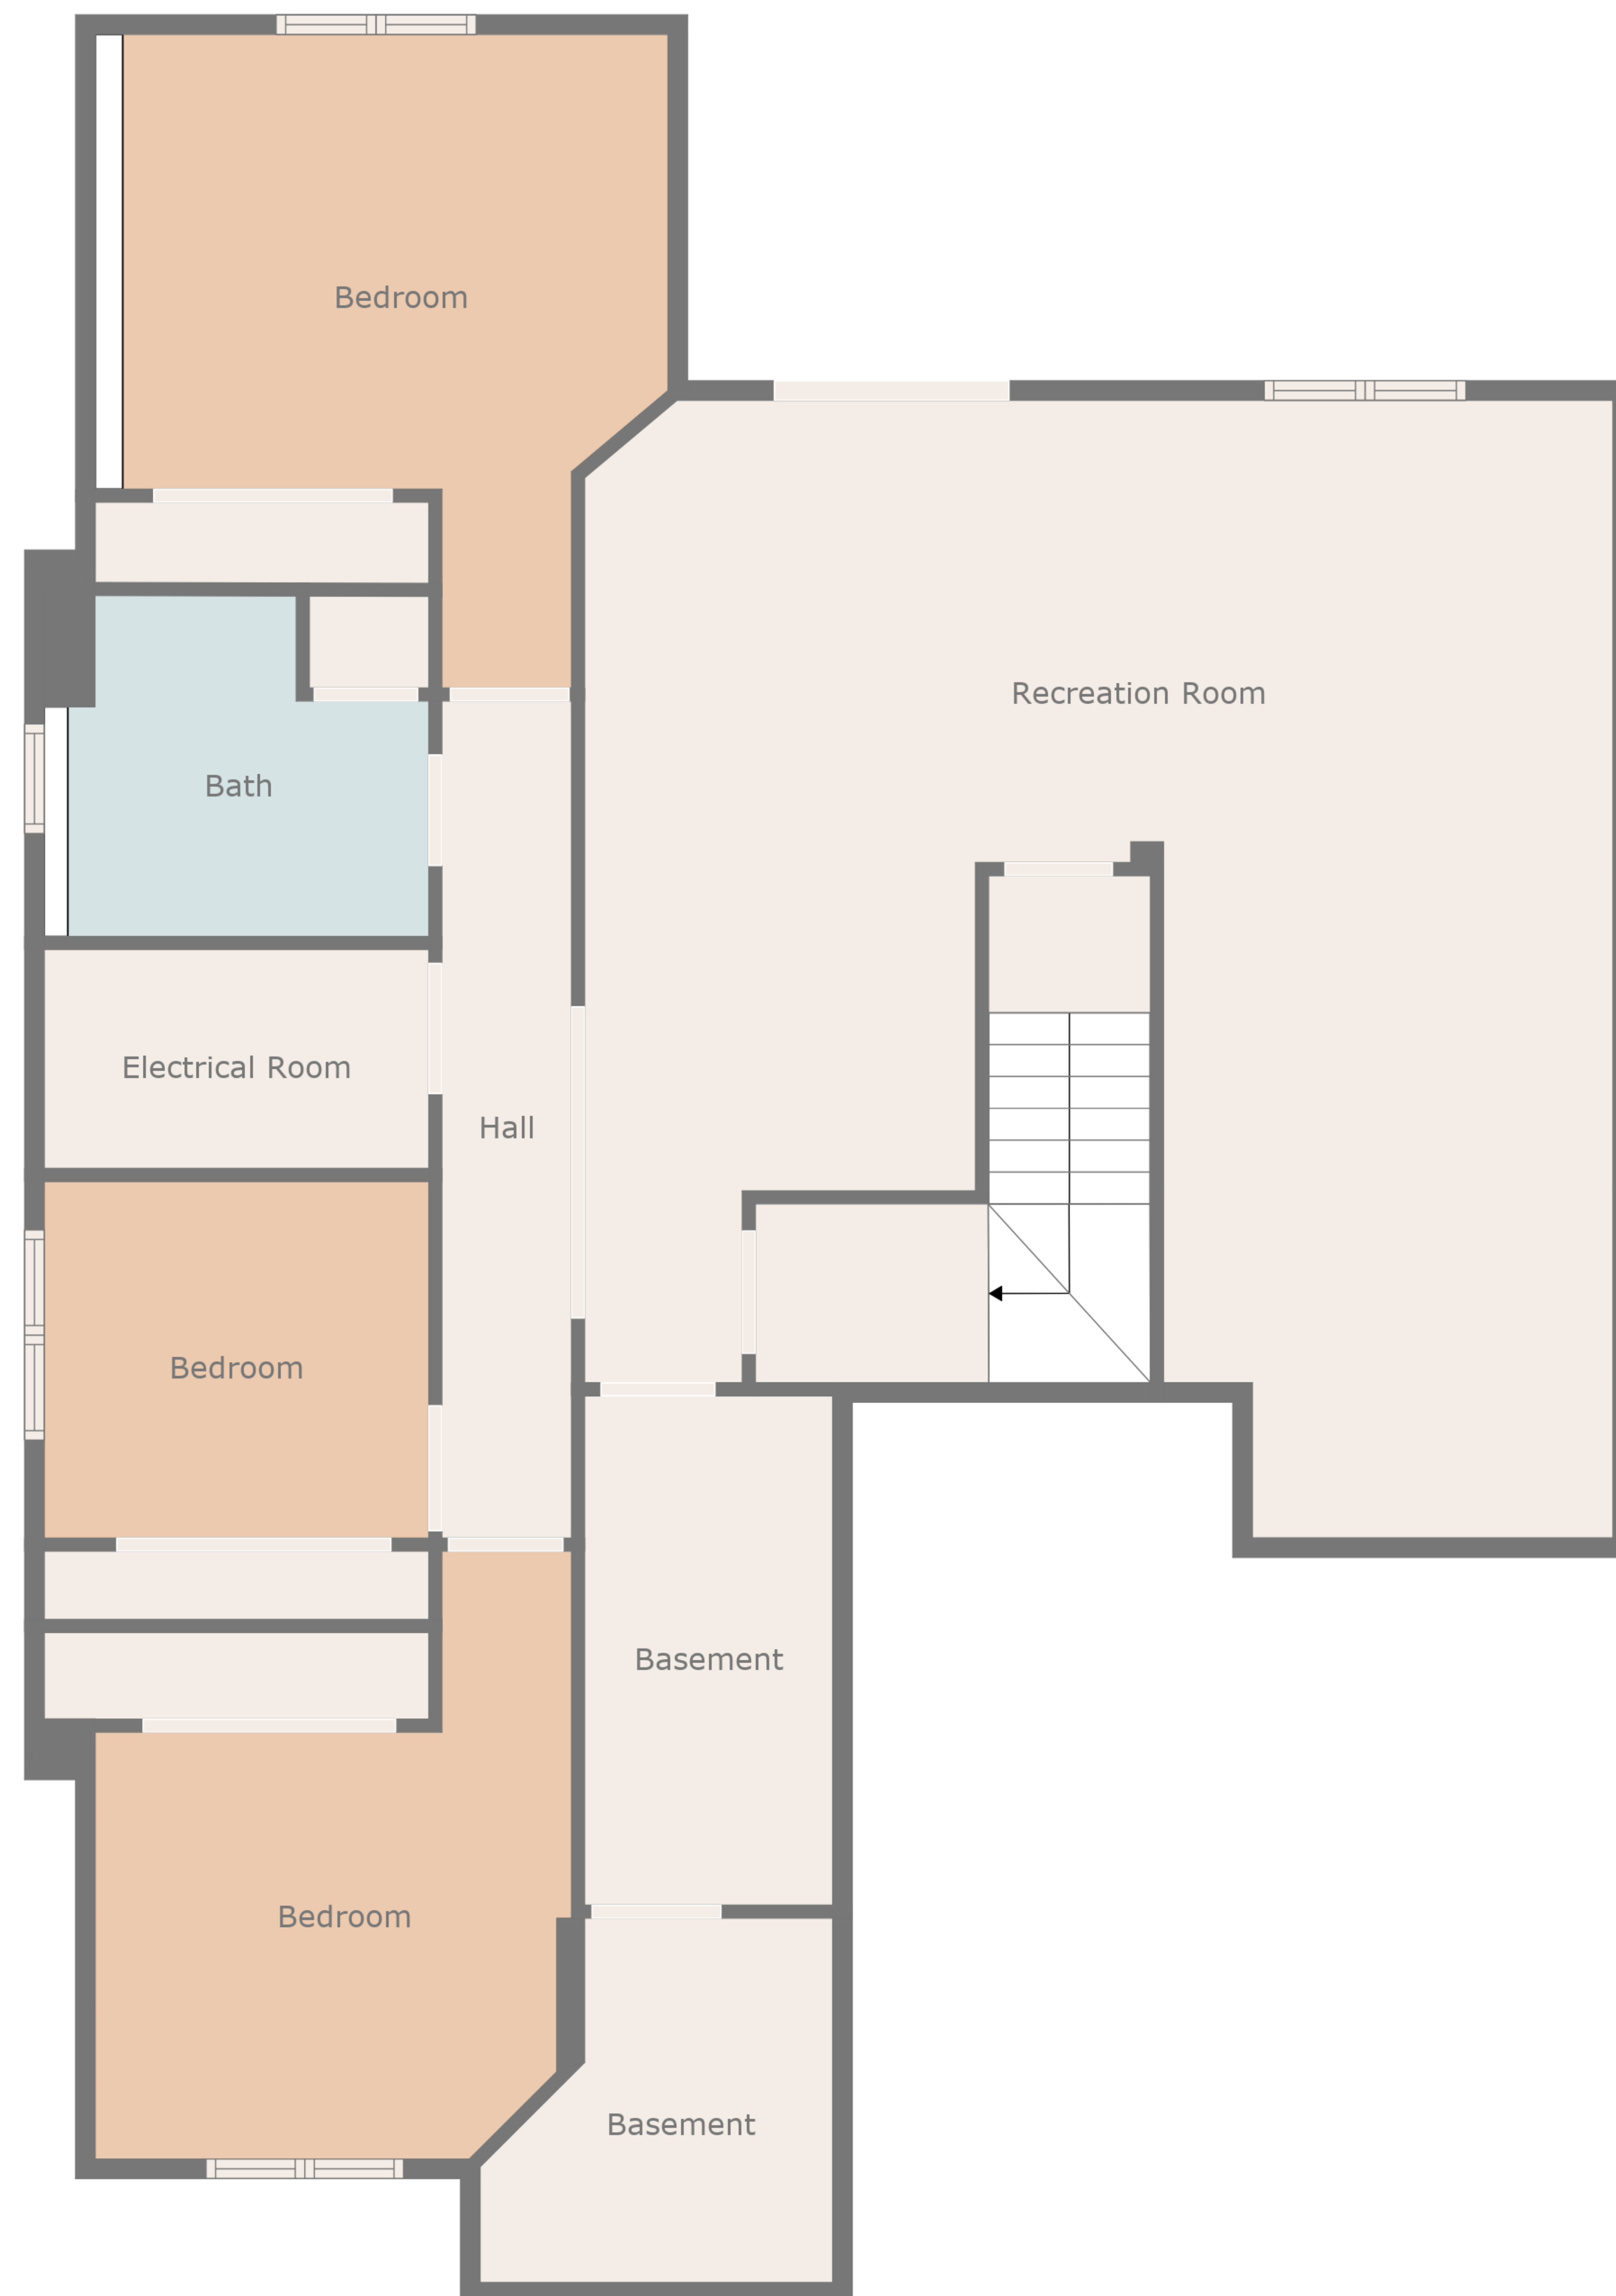 Bedroom
Recreation Room
Bath
Electrical Room
Hall
Bedroom
Basement
Bedroom
Basement